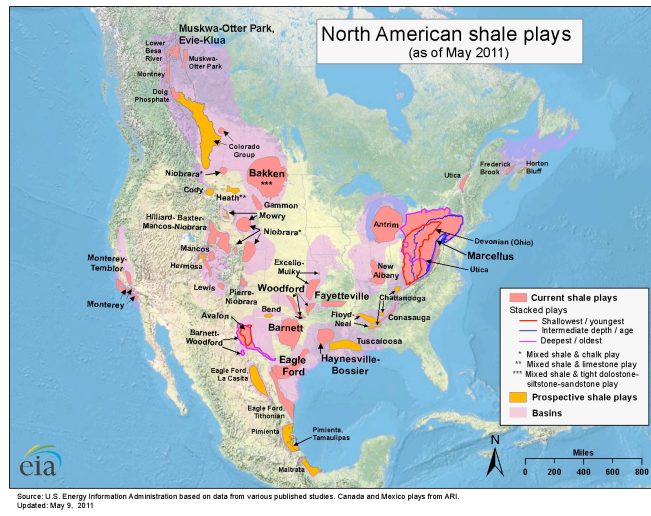 North American shale plays
(as of May 2011)
Muskwa-Otter Park,
Evie-Klua
Lower
Besa
River
Muskwa-
Otter Park
Montney
Doig
Phosphate
Colorado
Group
Niobrara*
Bakken
***
Cody
Heath**
Gammon
Mowry
Hilliard-Baxter-
Mancos-Niobrara
Niobrara*
Mancos
Hermosa
Monterey-
Temblor
Monterey
Lewis
Pierre-
Niobrara
Excello-
Mulky
Woodford
Fayetteville
Bend
Avalon
Barnett-
Woodford
Barnett
Eagle
Ford
Haynesville-
Bossier
Tuscaloosa
Floyd-
Neal
Conasauga
Chattanooga
New
Albany
Antrim
Utica
Frederick
Brook
Horton
Bluff
Devonian (Ohio)
Marcellus
Utica
Eagle Ford,
La Casita
Eagle Ford,
Tithonian
Pimienta
Pimienta,
Tamaulipas
Maltrata
Current shale plays
Stacked plays
Shallowest / youngest
Intermediate depth / age
Deepest / oldest
* Mixed shale & chalk play
** Mixed shale & limestone play
*** Mixed shale & tight dolostone-
siltstone-sandstone play
Prospective shale plays
Basins
N
Miles
0 200 400 600 800
eia
Source: U.S. Energy Information Administration based on data from various published studies. Canada and Mexico plays from ARI.
Updated: May 9, 2011